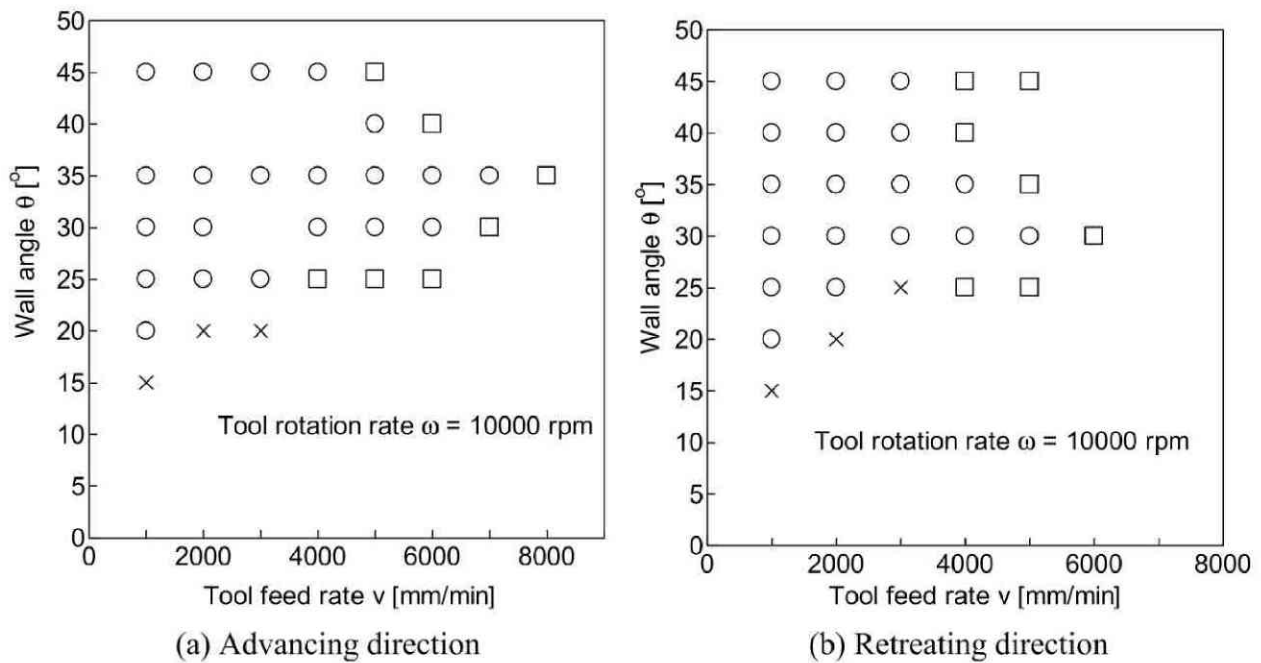 50
45
40
35
30
25
20
15
10
5
0
Wall angle θ [°]
Tool rotation rate ω = 10000 rpm
0 2000 4000 6000 8000
Tool feed rate v [mm/min]
(a) Advancing direction
50
45
40
35
30
25
20
15
10
5
0
Wall angle θ [°]
Tool rotation rate ω = 10000 rpm
0 2000 4000 6000 8000
Tool feed rate v [mm/min]
(b) Retreating direction